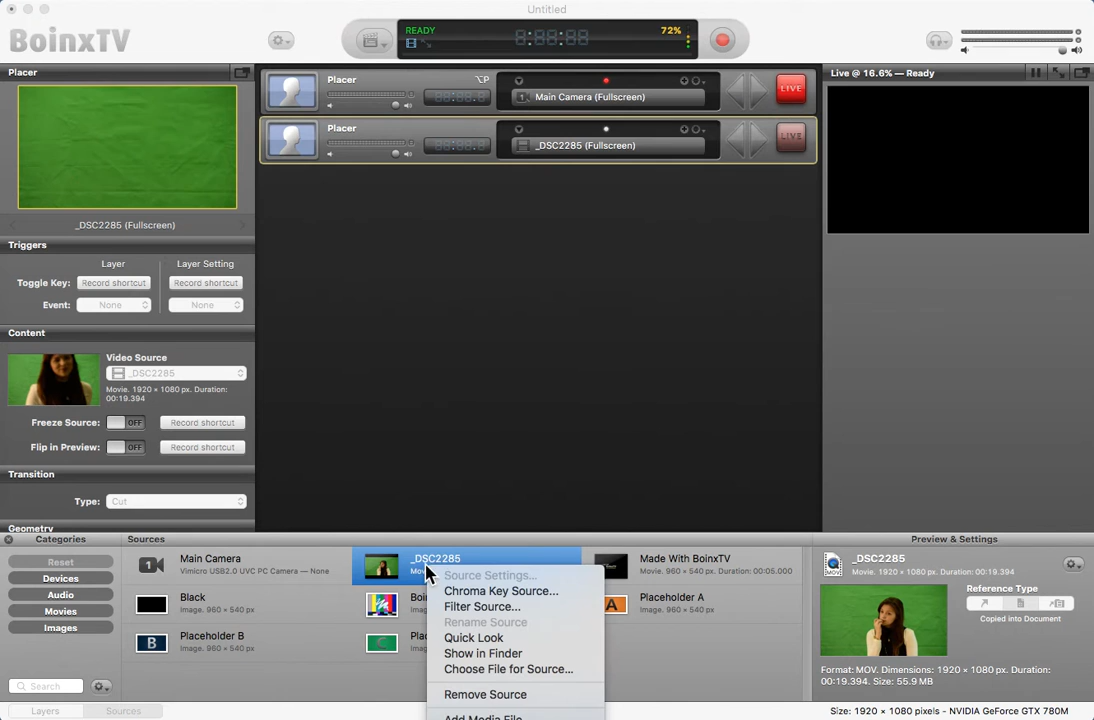 Untitled
BoinxTV
READY
72%
8:88:88
Placer
_DSC2285 (Fullscreen)
Triggers
Layer
Layer Setting
Toggle Key:
Record shortcut
Record shortcut
Event:
None
None
Content
Video Source
_DSC2285
Movie. 1920 × 1080 px. Duration:
00:19.394
Freeze Source:
OFF
Record shortcut
Flip in Preview:
OFF
Record shortcut
Transition
Type:
Cut
Geometry
Placer
⌥P
Main Camera (Fullscreen)
LIVE
Placer
_DSC2285 (Fullscreen)
LIVE
Live @ 16.6% — Ready
Categories
Reset
Devices
Audio
Movies
Images
Search
Layers
Sources
Sources
1
Main Camera
Vimicro USB2.0 UVC PC Camera — None
_DSC2285
Made With BoinxTV
Movie. 960 × 540 px. Duration: 00:05.000
Black
Image. 960 × 540 px
A
Placeholder A
Image. 960 × 540 px
B
Placeholder B
Image. 960 × 540 px
C
Source Settings...
Chroma Key Source...
Filter Source...
Rename Source
Quick Look
Show in Finder
Choose File for Source...
Remove Source
Add Media File...
Preview & Settings
MOV
_DSC2285
Movie. 1920 × 1080 px. Duration: 00:19.394
Reference Type
Copied into Document
Format: MOV. Dimensions: 1920 × 1080 px. Duration:
00:19.394. Size: 55.9 MB
Size: 1920 × 1080 pixels - NVIDIA GeForce GTX 780M